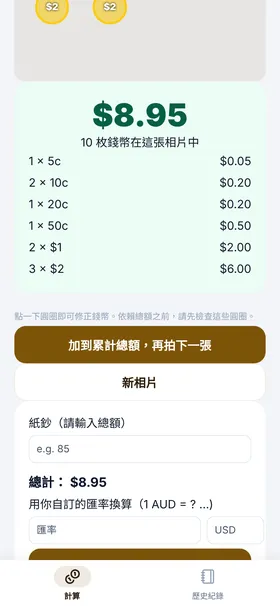 $2 $2
$8.95
10 枚錢幣在這張相片中
1 × 5c $0.05
2 × 10c $0.20
1 × 20c $0.20
1 × 50c $0.50
2 × $1 $2.00
3 × $2 $6.00
點一下圓圈即可修正錢幣。依賴總額之前，請先檢查這些圓圈。
加到累計總額，再拍下一張
新相片
紙鈔（請輸入總額）
e.g. 85
總計： $8.95
用你自訂的匯率換算（1 AUD = ? ...)
匯率 USD
計算 歷史紀錄